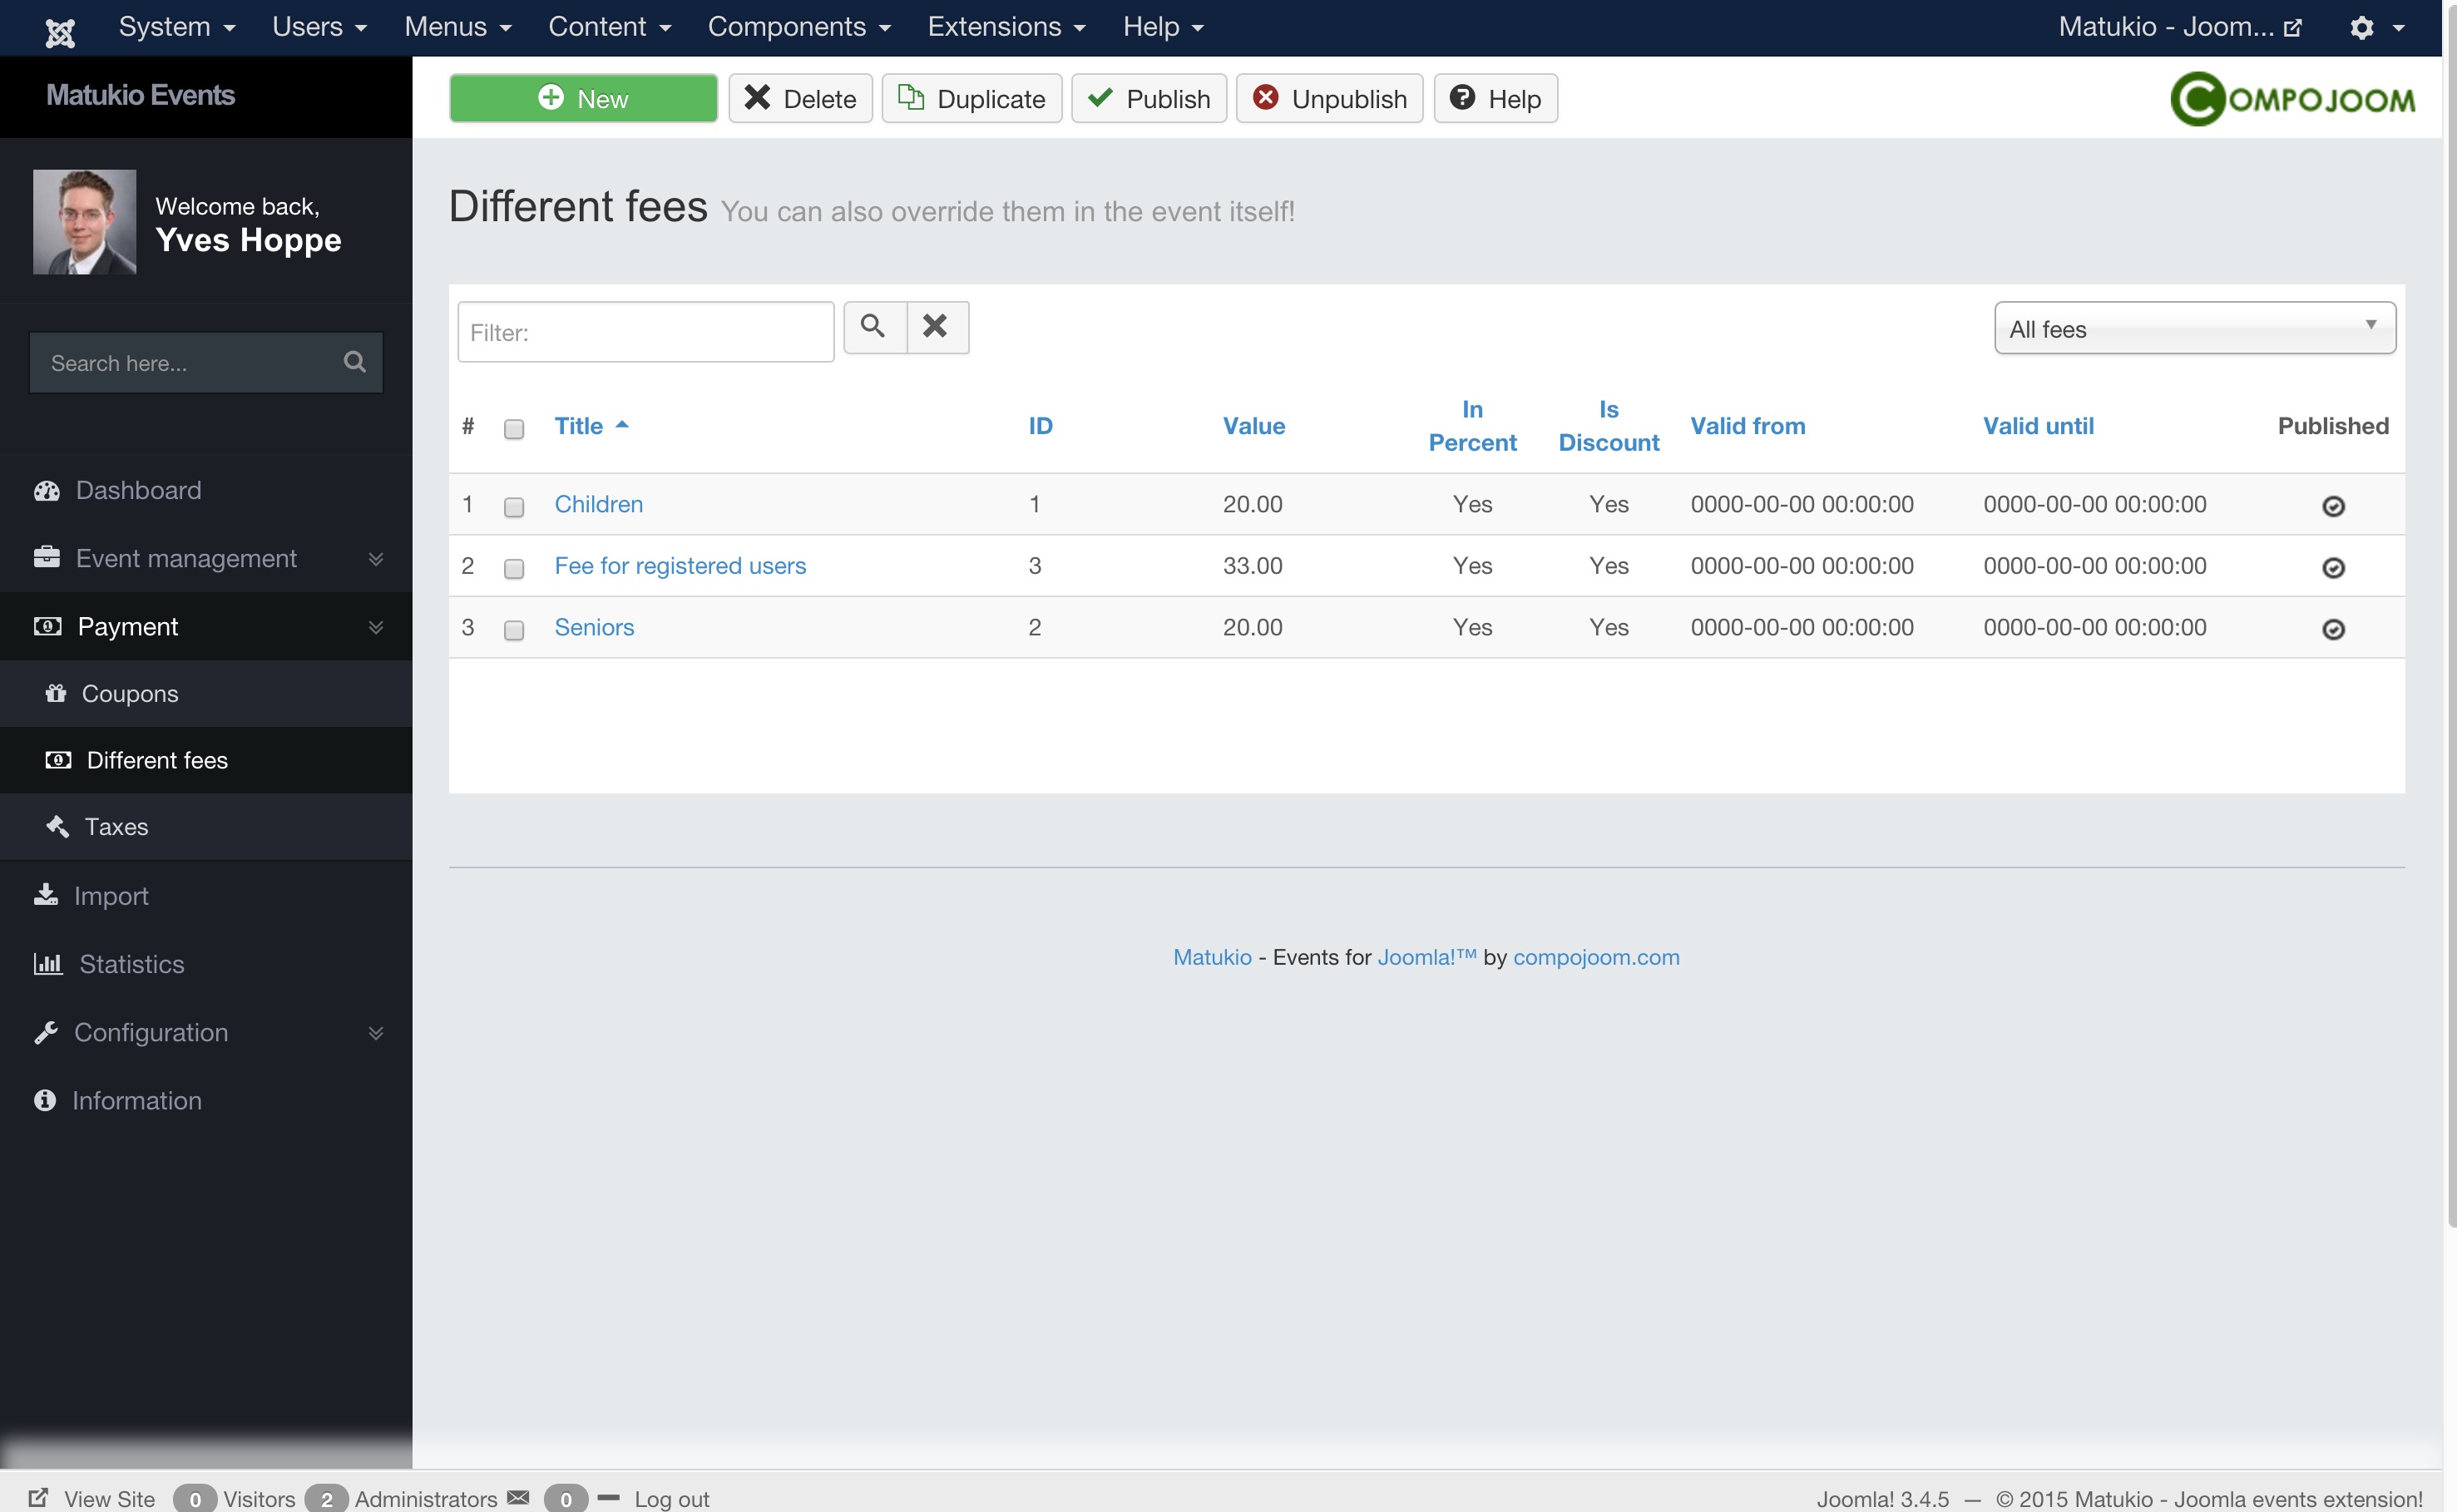 System Users Menus Content Components Extensions Help Matukio - Joom...
Matukio Events
New Delete Duplicate Publish Unpublish Help
COMPOJOOM
Welcome back,
Yves Hoppe
Search here...
Dashboard
Event management
Payment
Coupons
Different fees
Taxes
Import
Statistics
Configuration
Information
Different fees You can also override them in the event itself!
Filter: All fees
# Title ID Value In Percent Is Discount Valid from Valid until Published
1 Children 1 20.00 Yes Yes 0000-00-00 00:00:00 0000-00-00 00:00:00
2 Fee for registered users 3 33.00 Yes Yes 0000-00-00 00:00:00 0000-00-00 00:00:00
3 Seniors 2 20.00 Yes Yes 0000-00-00 00:00:00 0000-00-00 00:00:00
Matukio - Events for Joomla!™ by compojoom.com
View Site 0 Visitors 2 Administrators 0 Log out Joomla! 3.4.5 — © 2015 Matukio - Joomla events extension!